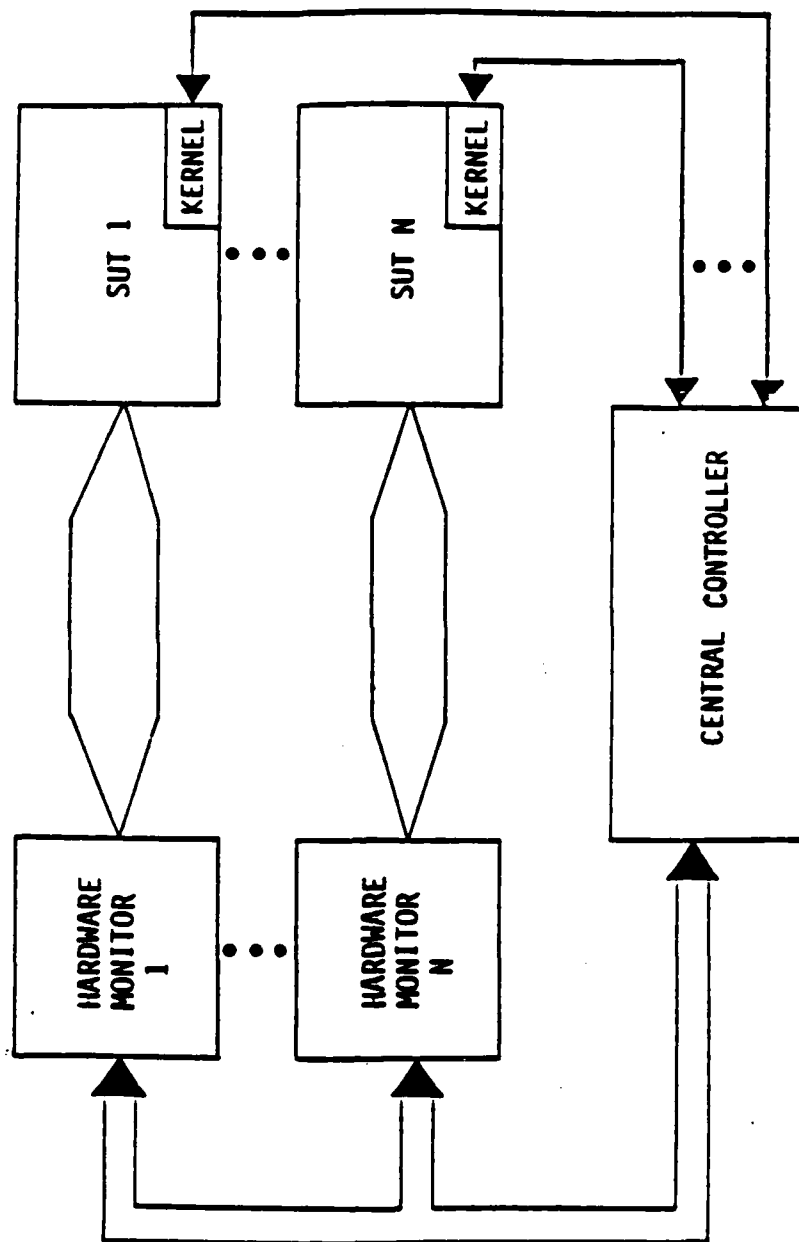 HARDWARE
MONITOR
1
SUT 1
KERNEL
HARDWARE
MONITOR
N
SUT N
KERNEL
CENTRAL CONTROLLER